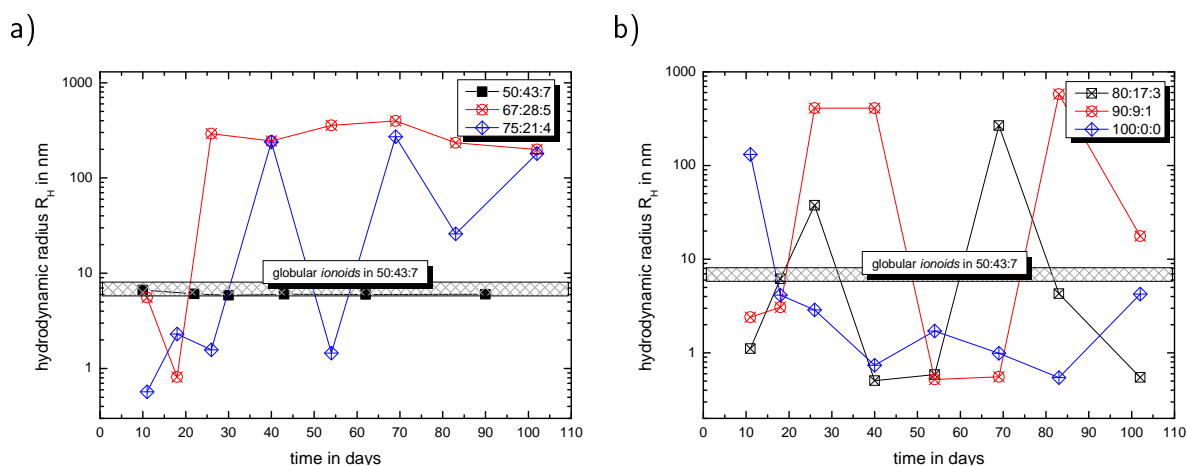 a)
1000
100
10
1
hydrodynamic radius R_H in nm
50:43:7
67:28:5
75:21:4
globular ionoids in 50:43:7
0 10 20 30 40 50 60 70 80 90 100 110
time in days
b)
1000
100
10
1
hydrodynamic radius R_H in nm
80:17:3
90:9:1
100:0:0
globular ionoids in 50:43:7
0 10 20 30 40 50 60 70 80 90 100 110
time in days